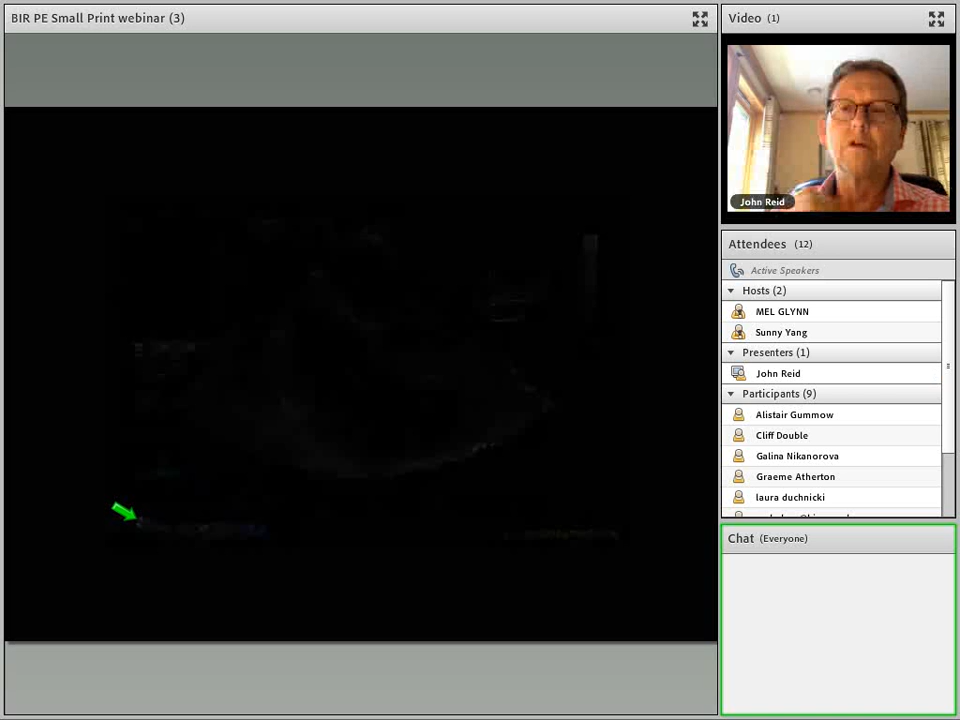 BIR PE Small Print webinar (3)
Video (1)
John Reid
Attendees (12)
Active Speakers
Hosts (2)
MEL GLYNN
Sunny Yang
Presenters (1)
John Reid
Participants (9)
Alistair Gummow
Cliff Double
Galina Nikanorova
Graeme Atherton
laura duchnicki
Chat (Everyone)